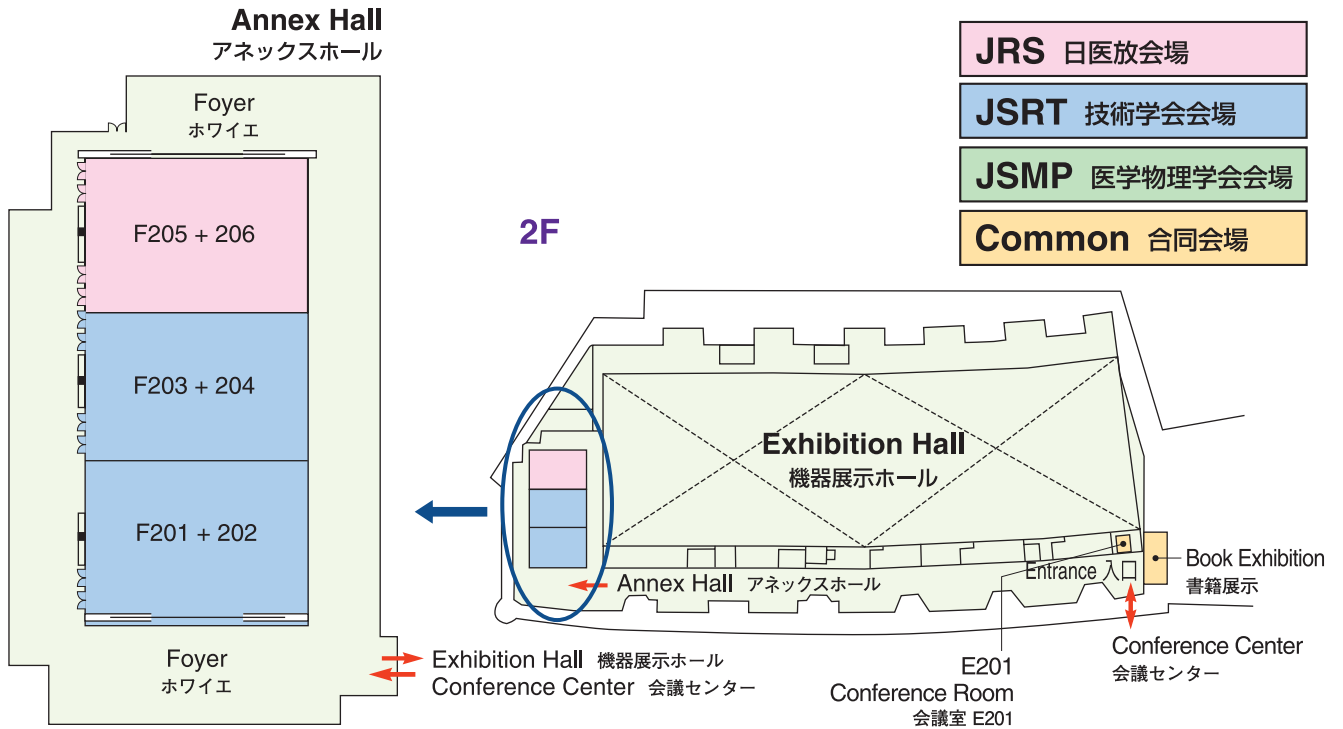 Annex Hall
アネックスホール
Foyer
ホワイエ
F205 + 206
F203 + 204
F201 + 202
Foyer
ホワイエ
Exhibition Hall 機器展示ホール
Conference Center 会議センター
JRS 日医放会場
JSRT 技術学会会場
JSMP 医学物理学会会場
Common 合同会場
2F
Exhibition Hall
機器展示ホール
Annex Hall アネックスホール
Entrance 入口
Book Exhibition
書籍展示
E201
Conference Room
会議室 E201
Conference Center
会議センター